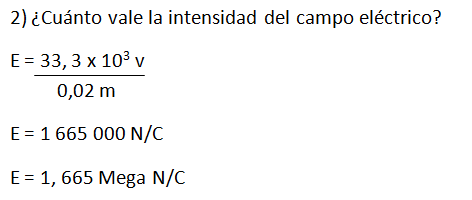 2) ¿Cuánto vale la intensidad del campo eléctrico?
E = 33, 3 x 10³ v
0,02 m
E = 1 665 000 N/C
E = 1, 665 Mega N/C